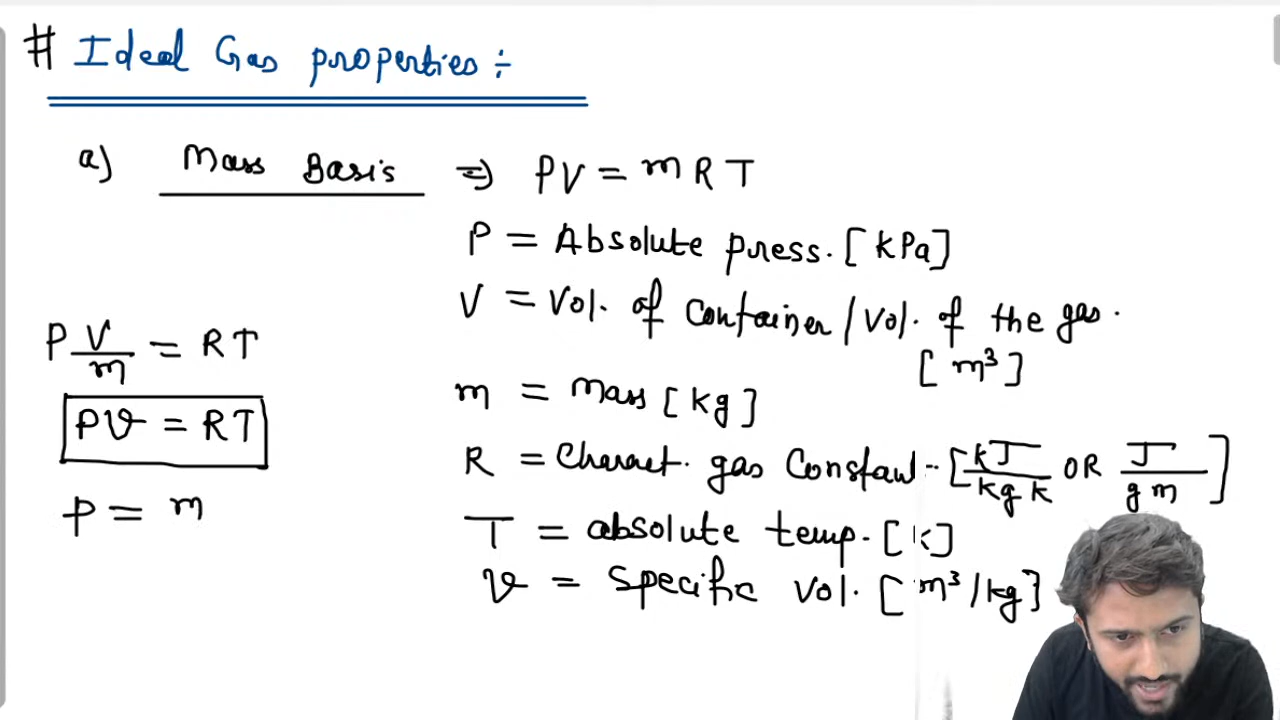 # Ideal Gas properties ÷
a) Mass Basis => PV = mRT
P = Absolute press. [kPa]
V = Vol. of Container / Vol. of the gas.
[m³]
m = Mass [kg]
R = Charact. gas Constant. [kJ/kg k OR J/gm]
T = absolute temp. [k]
v = Specific Vol. [m³/kg]
P V/m = RT
Pv = RT
P = m